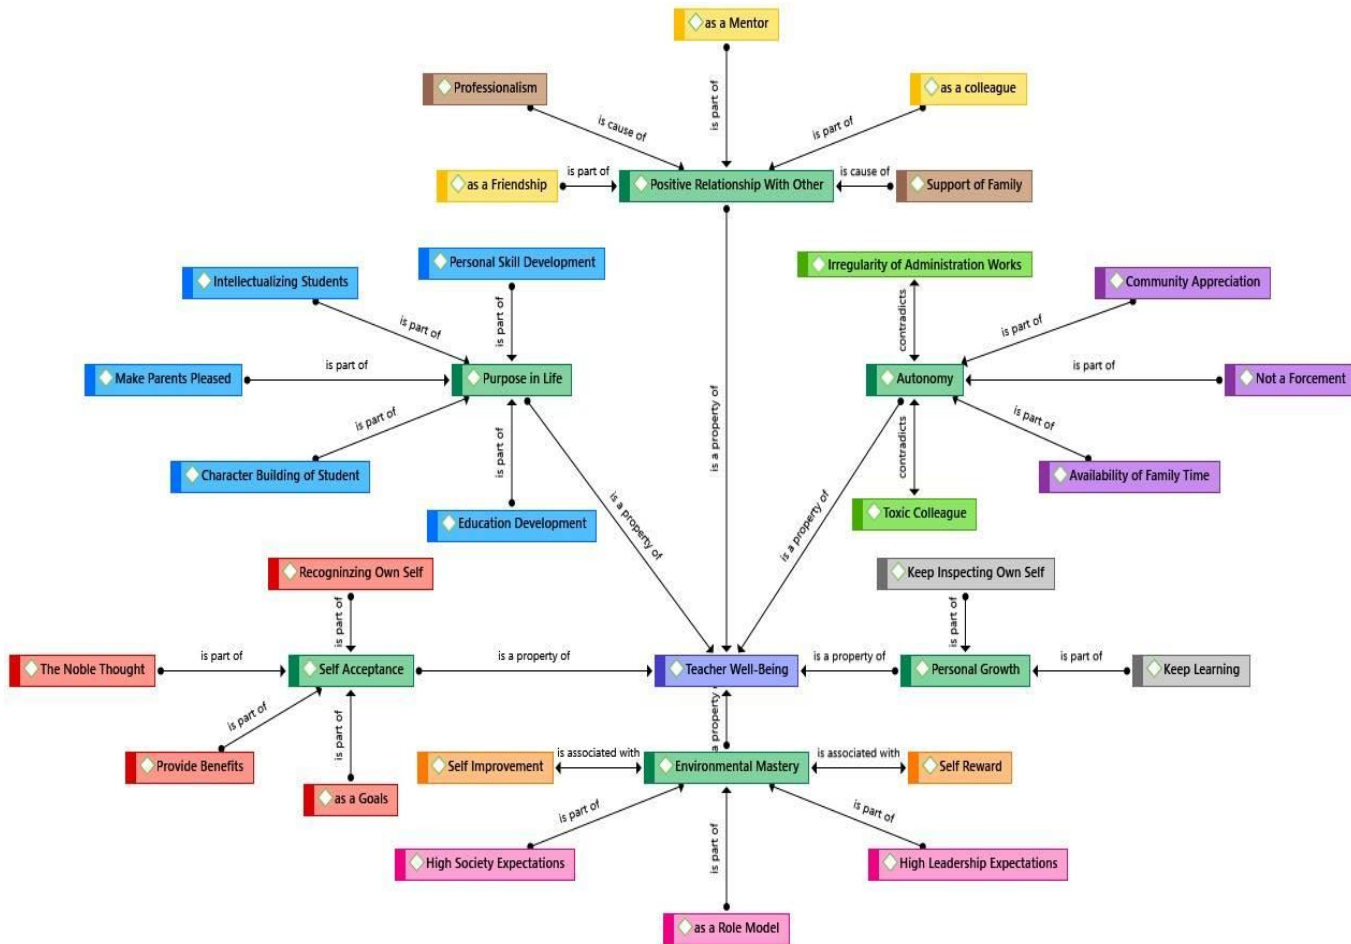 as a Mentor
Professionalism
as a colleague
is part of
is cause of
is part of
is part of
is cause of
as a Friendship
Positive Relationship With Other
Support of Family
Personal Skill Development
Irregularity of Administration Works
Intellectualizing Students
Community Appreciation
is part of
is part of
contradicts
is part of
Make Parents Pleased
is part of
Purpose in Life
Autonomy
is part of
Not a Forcement
is a property of
is part of
is part of
contradicts
is part of
Character Building of Student
Availability of Family Time
Education Development
Toxic Colleague
is a property of
is a property of
Recogninzing Own Self
Keep Inspecting Own Self
is part of
is part of
The Noble Thought
is part of
Self Acceptance
is a property of
Teacher Well-Being
is a property of
Personal Growth
is part of
Keep Learning
is part of
is part of
a property
Provide Benefits
as a Goals
Self Improvement
is associated with
Environmental Mastery
is associated with
Self Reward
is part of
is part of
is part of
High Society Expectations
High Leadership Expectations
as a Role Model